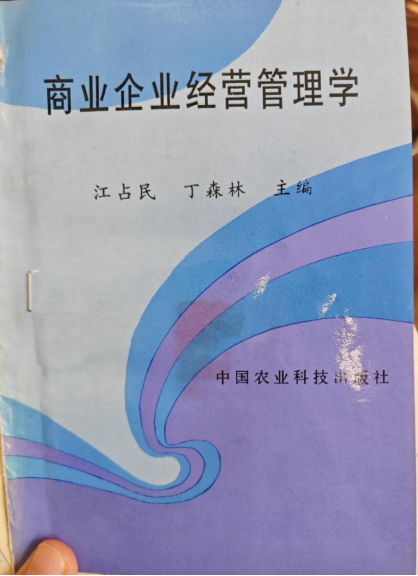 商业企业经营管理学
江占民 丁森林 主编
中国农业科技出版社